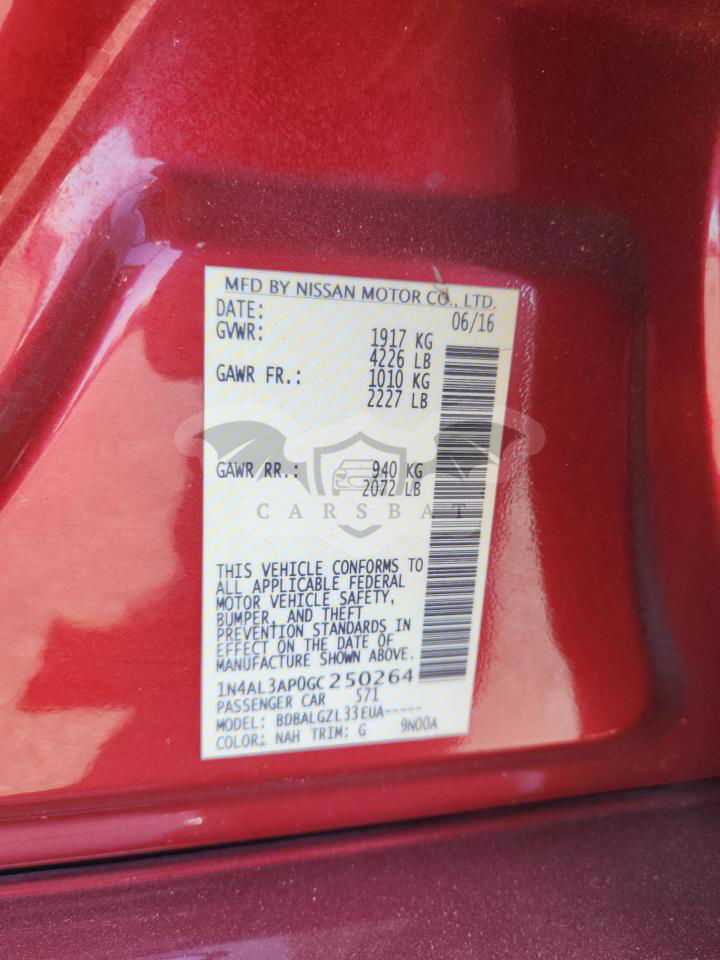 MFD BY NISSAN MOTOR CO., LTD.
DATE: 06/16
GVWR: 1917 KG
4226 LB
GAWR FR.: 1010 KG
2227 LB
GAWR RR.: 940 KG
2072 LB
CARSBAT
THIS VEHICLE CONFORMS TO
ALL APPLICABLE FEDERAL
MOTOR VEHICLE SAFETY,
BUMPER, AND THEFT
PREVENTION STANDARDS IN
EFFECT ON THE DATE OF
MANUFACTURE SHOWN ABOVE.
1N4AL3AP0GC250264
PASSENGER CAR 571
MODEL: BDBALGZL33EUA-----
COLOR: NAH TRIM: G 9N00A